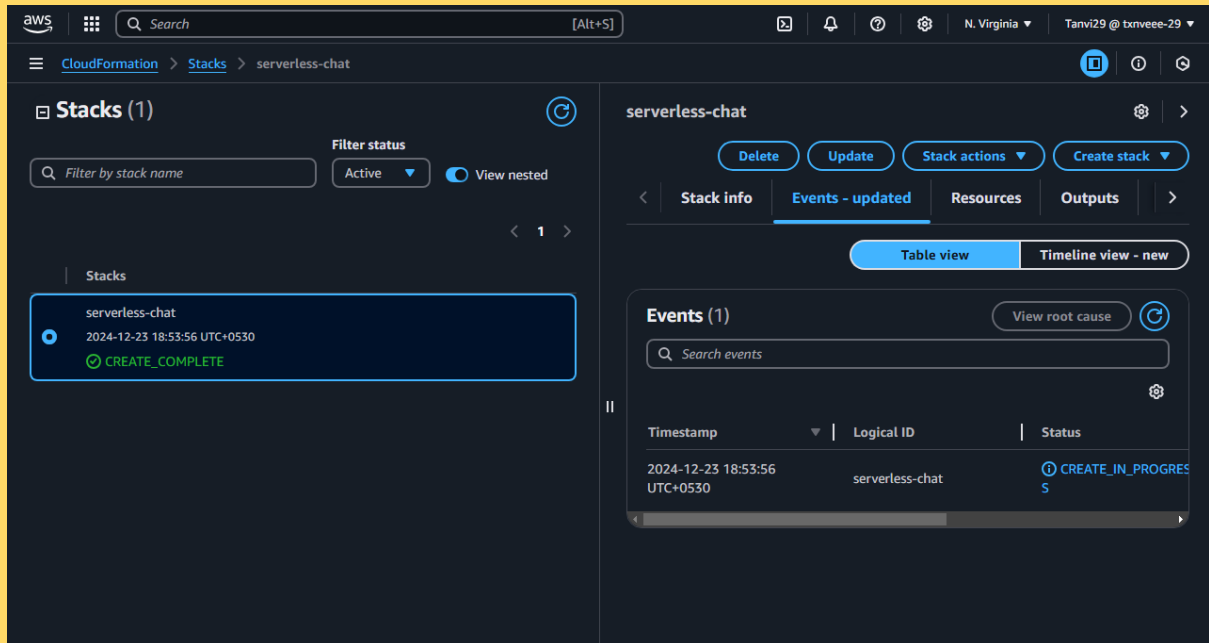 aws
Search [Alt+S]
N. Virginia
Tanvi29 @ txnveee-29
CloudFormation > Stacks > serverless-chat
Stacks (1)
Filter status
Filter by stack name
Active
View nested
1
Stacks
serverless-chat
2024-12-23 18:53:56 UTC+0530
CREATE_COMPLETE
serverless-chat
Delete Update Stack actions Create stack
Stack info Events - updated Resources Outputs
Table view Timeline view - new
Events (1)
View root cause
Search events
Timestamp Logical ID Status
2024-12-23 18:53:56
UTC+0530
serverless-chat
CREATE_IN_PROGRES
S